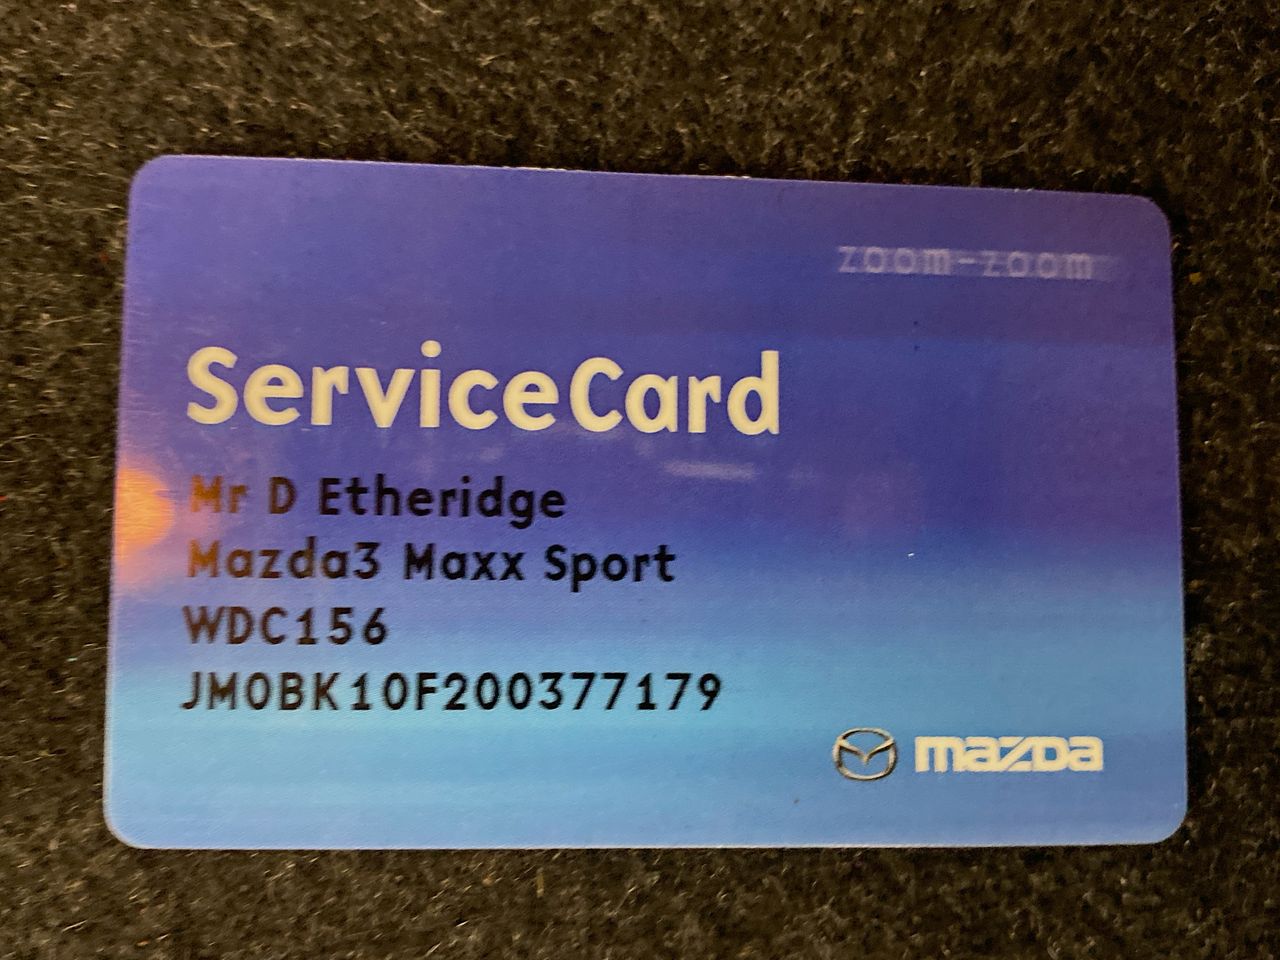 zoom-zoom
ServiceCard
Mr D Etheridge
Mazda3 Maxx Sport
WDC156
JM0BK10F200377179
mazda